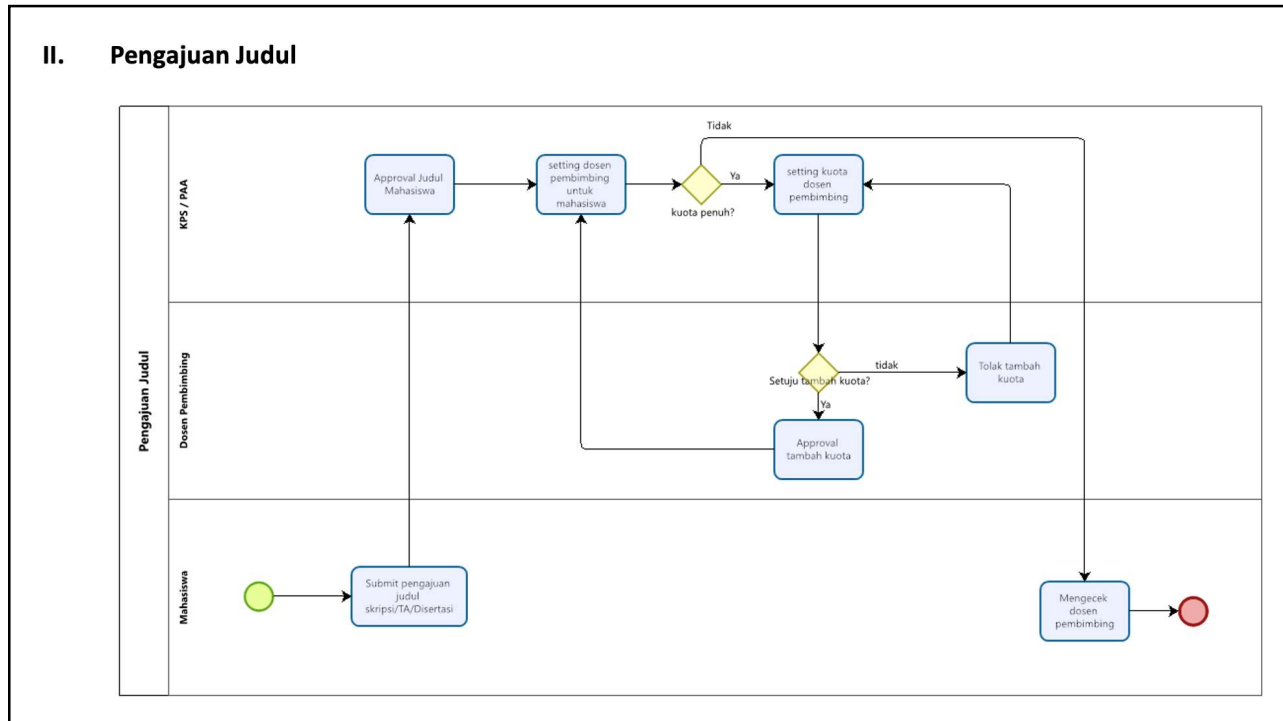 II. Pengajuan Judul
Pengajuan Judul
KPS / PAA
Approval Judul
Mahasiswa
setting dosen
pembimbing
untuk
mahasiswa
kuota penuh?
Tidak
Ya
setting kuota
dosen
pembimbing
Dosen Pembimbing
Setuju tambah kuota?
tidak
Tolak tambah
kuota
Ya
Approval
tambah kuota
Mahasiswa
Submit pengajuan
judul
skripsi/TA/Disertasi
Mengecek
dosen
pembimbing